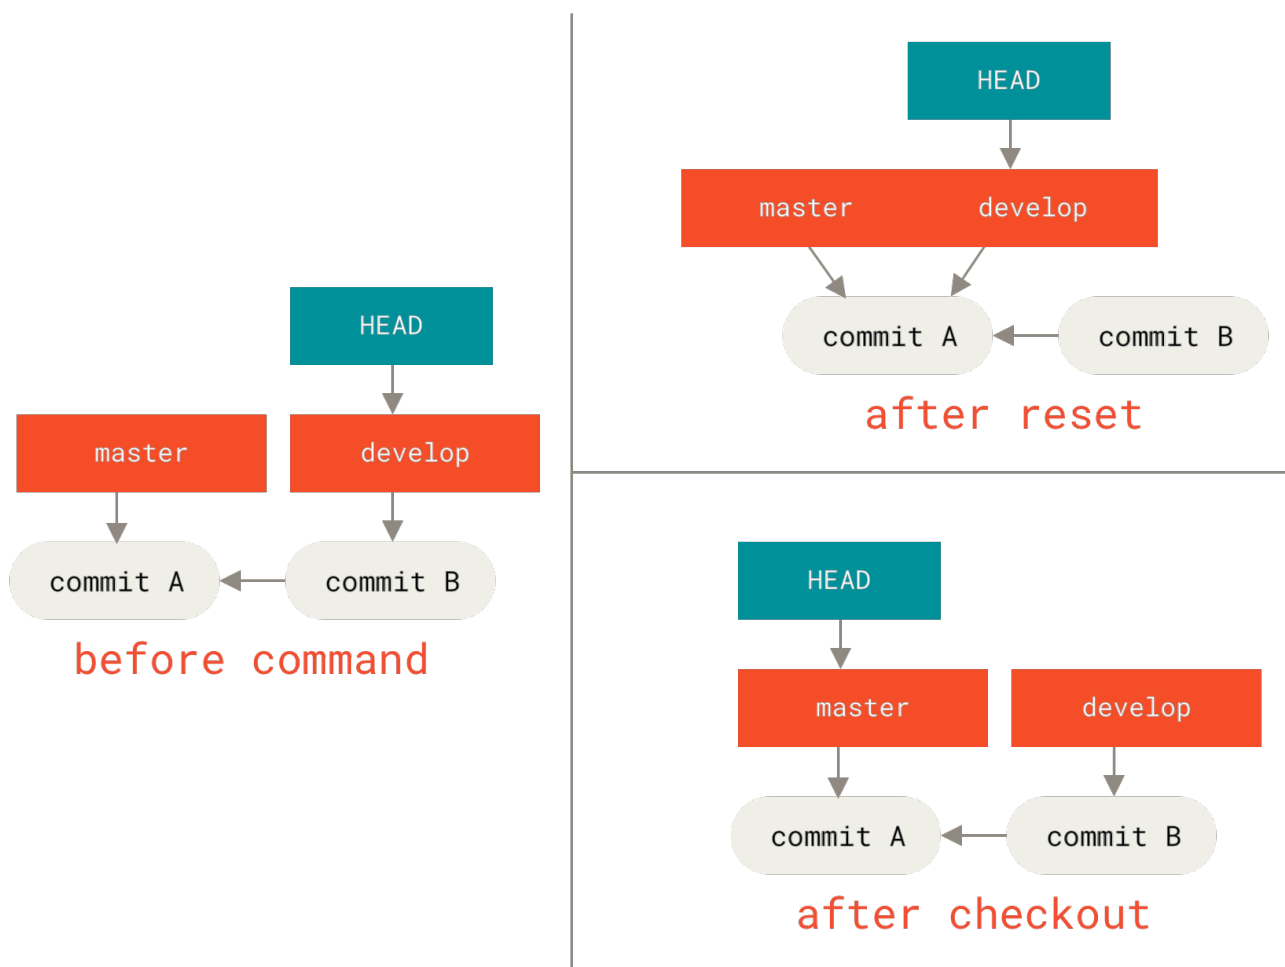 HEAD
master develop
commit A commit B
before command
HEAD
master develop
commit A commit B
after reset
HEAD
master develop
commit A commit B
after checkout